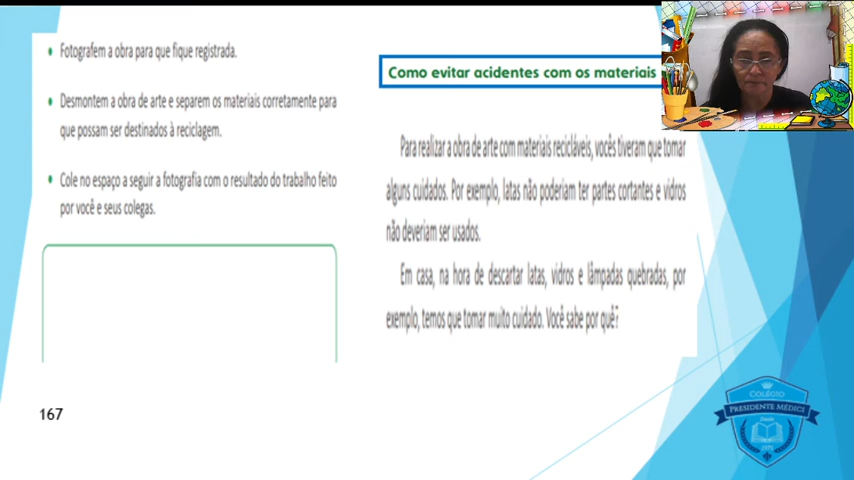 • Fotografem a obra para que fique registrada.
• Desmontem a obra de arte e separem os materiais corretamente para
que possam ser destinados à reciclagem.
• Cole no espaço a seguir a fotografia com o resultado do trabalho feito
por você e seus colegas.
167
Como evitar acidentes com os materiais
Para realizar a obra de arte com materiais recicláveis, vocês tiveram que tomar
alguns cuidados. Por exemplo, latas não poderiam ter partes cortantes e vidros
não deveriam ser usados.
Em casa, na hora de descartar latas, vidros e lâmpadas quebradas, por
exemplo, temos que tomar muito cuidado. Você sabe por quê?
COLÉGIO
PRESIDENTE MÉDICI